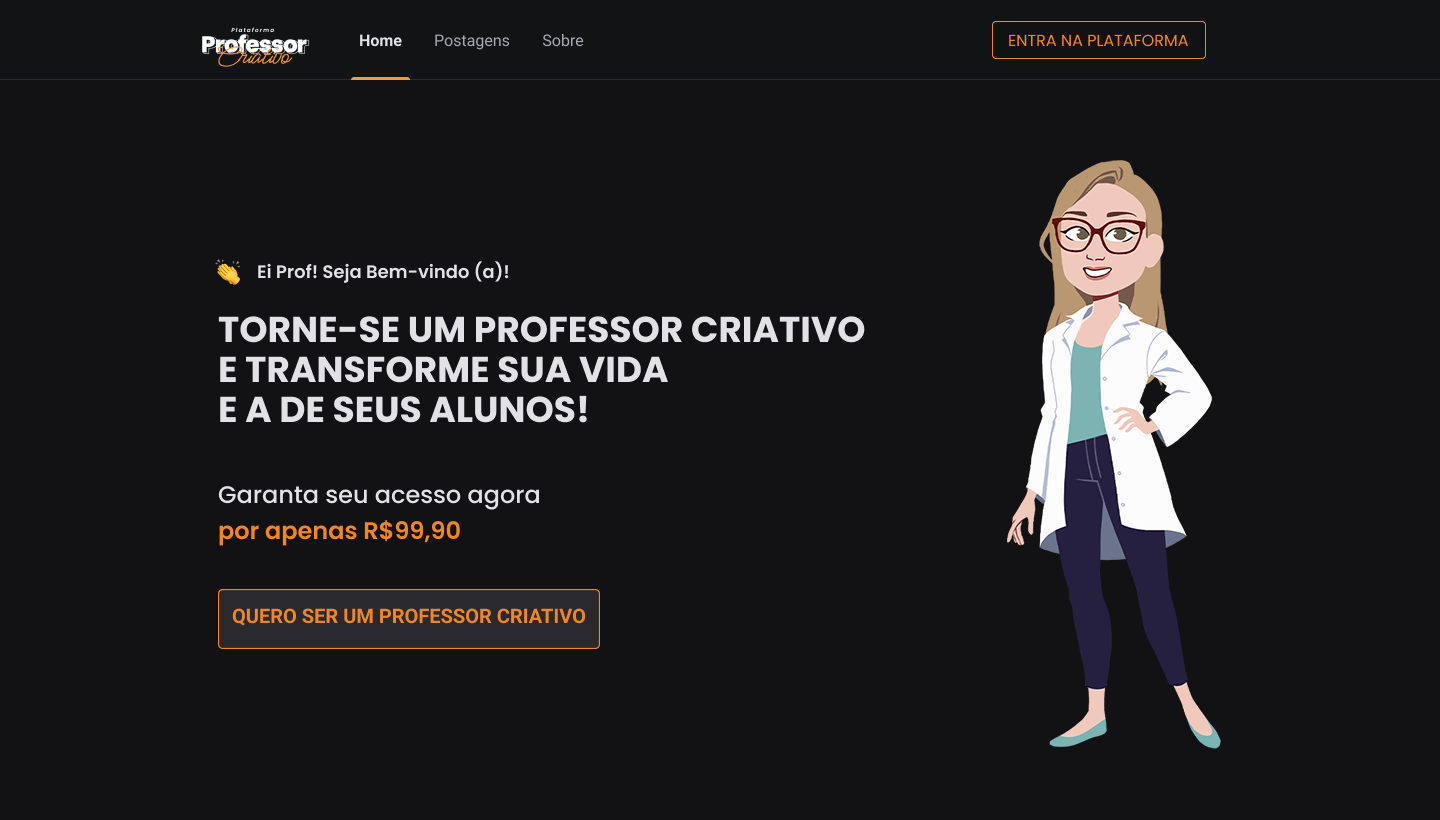 Plataforma
Professor
Criativo
Home
Postagens
Sobre
ENTRA NA PLATAFORMA
👏 Ei Prof! Seja Bem-vindo (a)!
TORNE-SE UM PROFESSOR CRIATIVO
E TRANSFORME SUA VIDA
E A DE SEUS ALUNOS!
Garanta seu acesso agora
por apenas R$99,90
QUERO SER UM PROFESSOR CRIATIVO